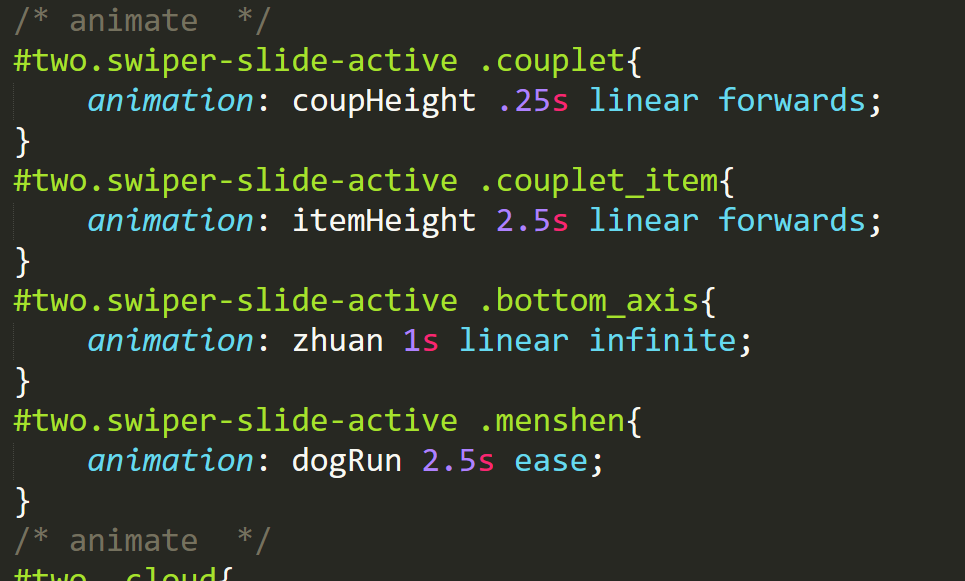 /* animate  */
#two.swiper-slide-active .couplet{
    animation: coupHeight .25s linear forwards;
}
#two.swiper-slide-active .couplet_item{
    animation: itemHeight 2.5s linear forwards;
}
#two.swiper-slide-active .bottom_axis{
    animation: zhuan 1s linear infinite;
}
#two.swiper-slide-active .menshen{
    animation: dogRun 2.5s ease;
}
/* animate  */
#two .cloud{